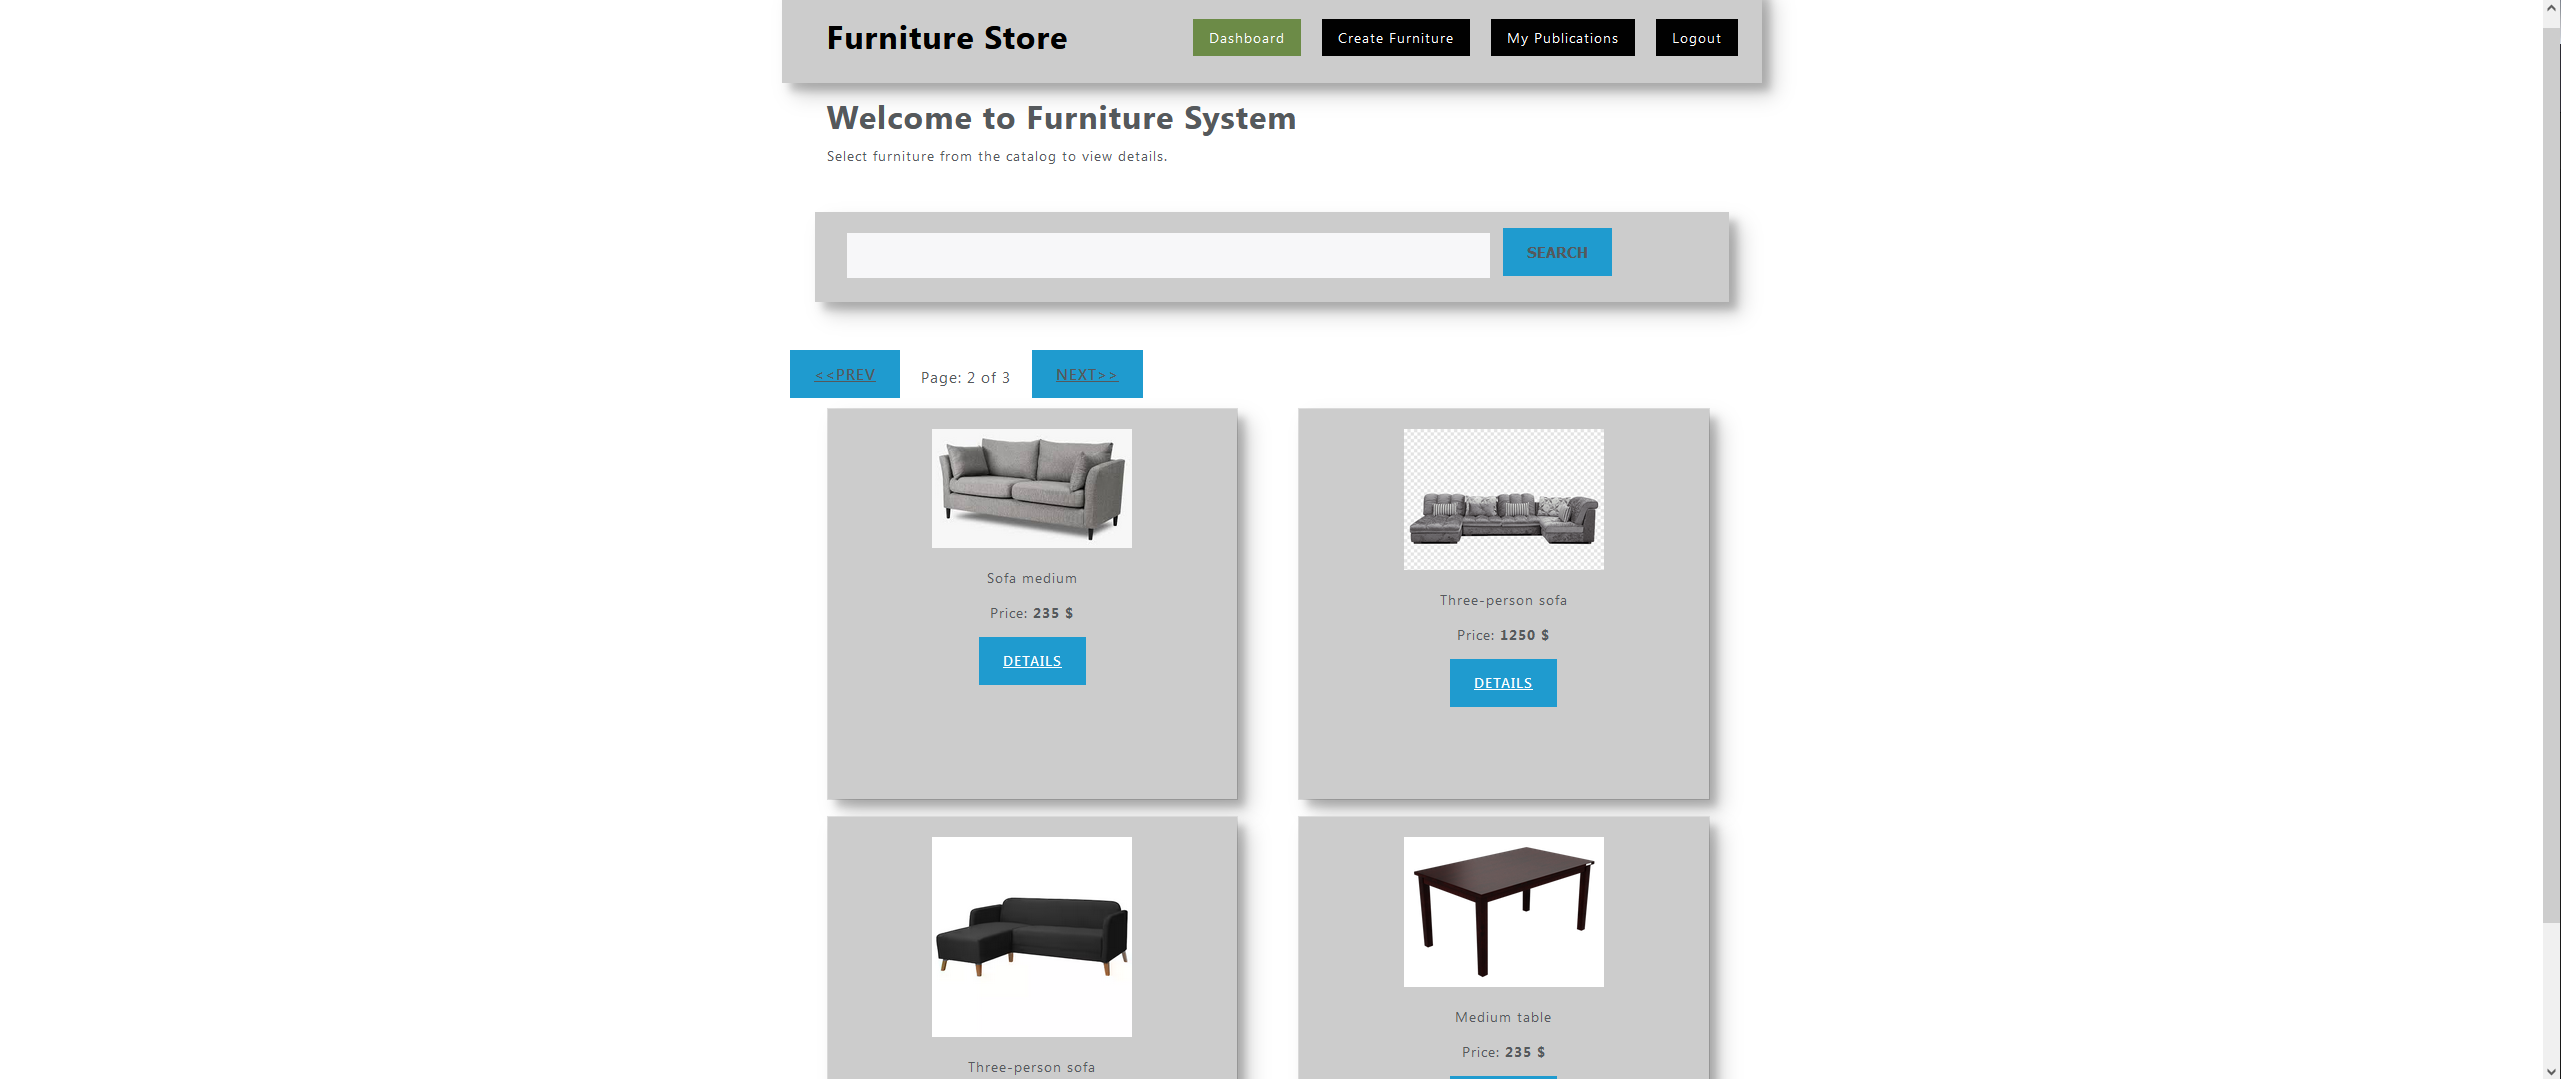 Furniture Store
Dashboard
Create Furniture
My Publications
Logout
Welcome to Furniture System
Select furniture from the catalog to view details.
SEARCH
<<PREV
Page: 2 of 3
NEXT>>
Sofa medium
Price: 235 $
DETAILS
Three-person sofa
Price: 1250 $
DETAILS
Three-person sofa
Medium table
Price: 235 $